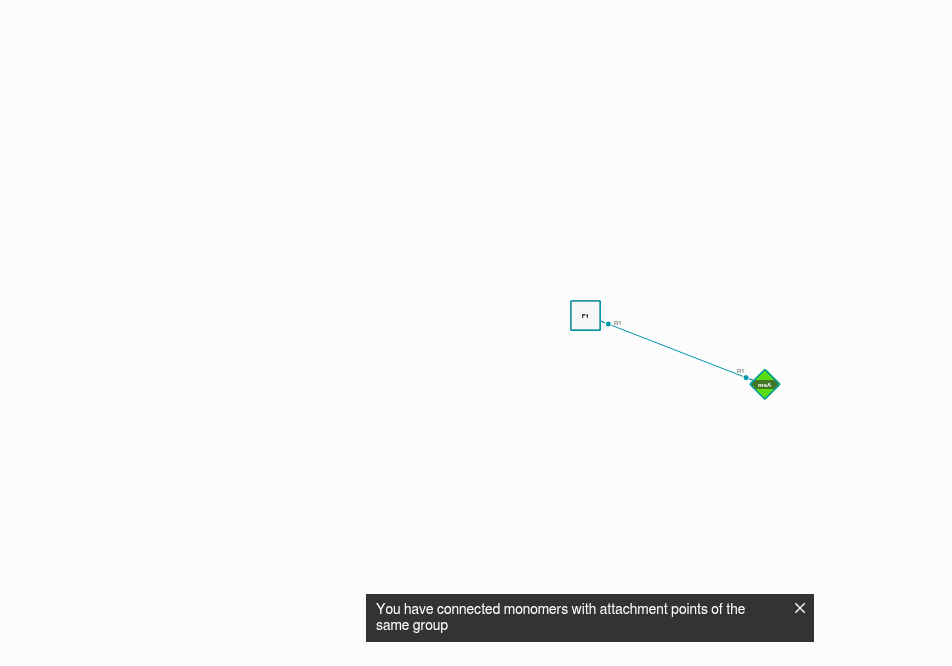 F1
R1
R1
meA
You have connected monomers with attachment points of the
same group